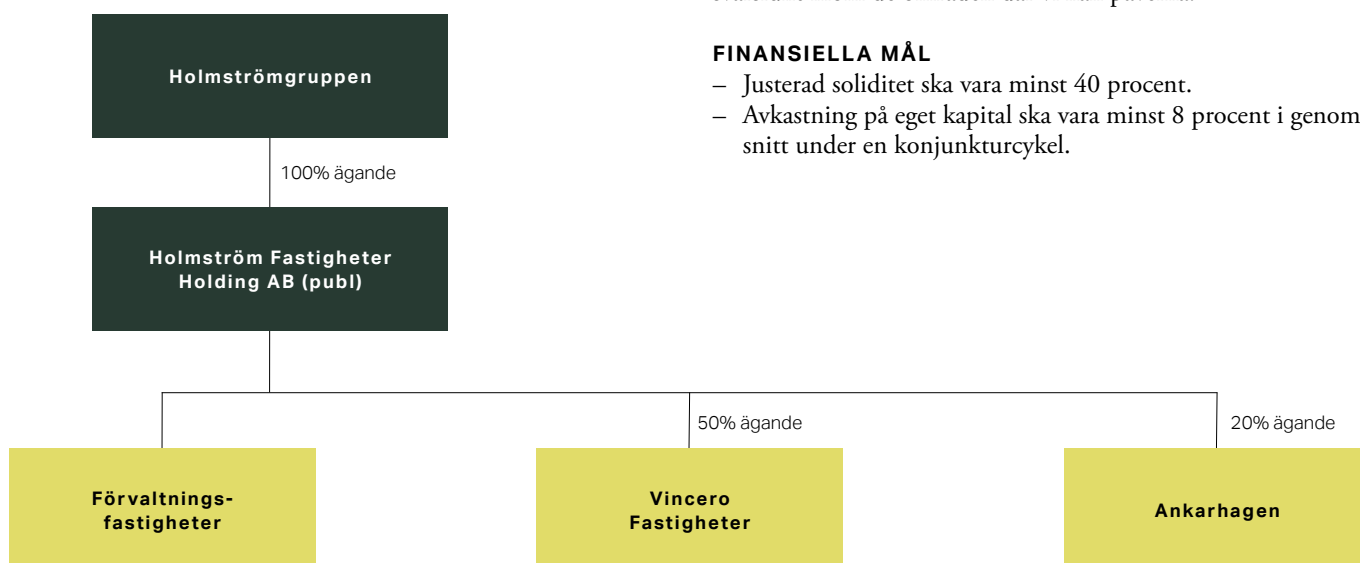 FINANSIELLA MÅL
– Justerad soliditet ska vara minst 40 procent.
– Avkastning på eget kapital ska vara minst 8 procent i genom
snitt under en konjunkturcykel.
Holmströmgruppen
100% ägande
Holmström Fastigheter
Holding AB (publ)
50% ägande
20% ägande
Förvaltnings-
fastigheter
Vincero
Fastigheter
Ankarhagen